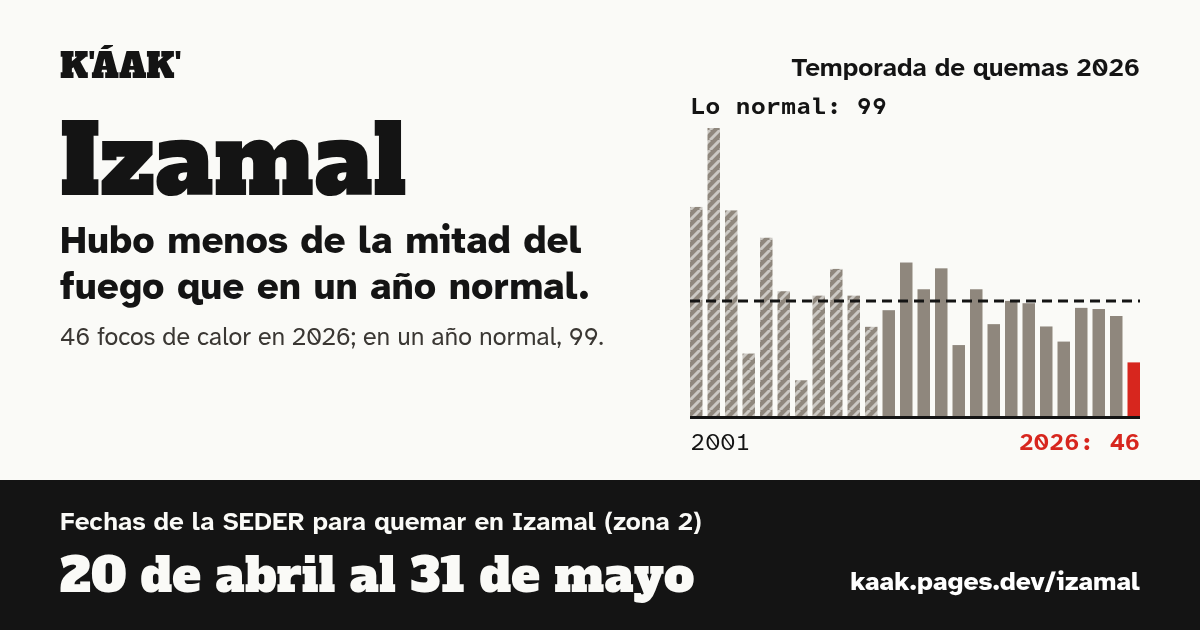 K'ÁAK'
Izamal
Hubo menos de la mitad del
fuego que en un año normal.
46 focos de calor en 2026; en un año normal, 99.
Temporada de quemas 2026
Lo normal: 99
2001
2026: 46
Fechas de la SEDER para quemar en Izamal (zona 2)
20 de abril al 31 de mayo
kaak.pages.dev/izamal